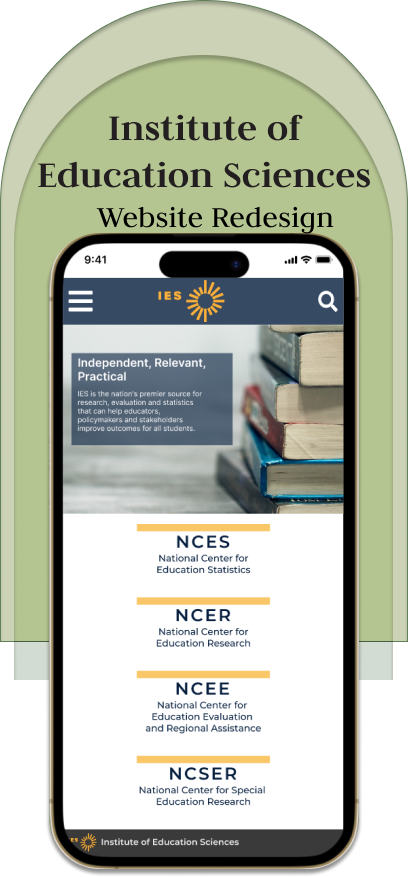 Institute of
Education Sciences
Website Redesign
9:41
IES
Independent, Relevant,
Practical
IES is the nation's premier source for
research, evaluation and statistics
that can help educators,
policymakers and stakeholders
improve outcomes for all students.
NCES
National Center for
Education Statistics
NCER
National Center for
Education Research
NCEE
National Center for
Education Evaluation
and Regional Assistance
NCSER
National Center for Special
Education Research
IES Institute of Education Sciences